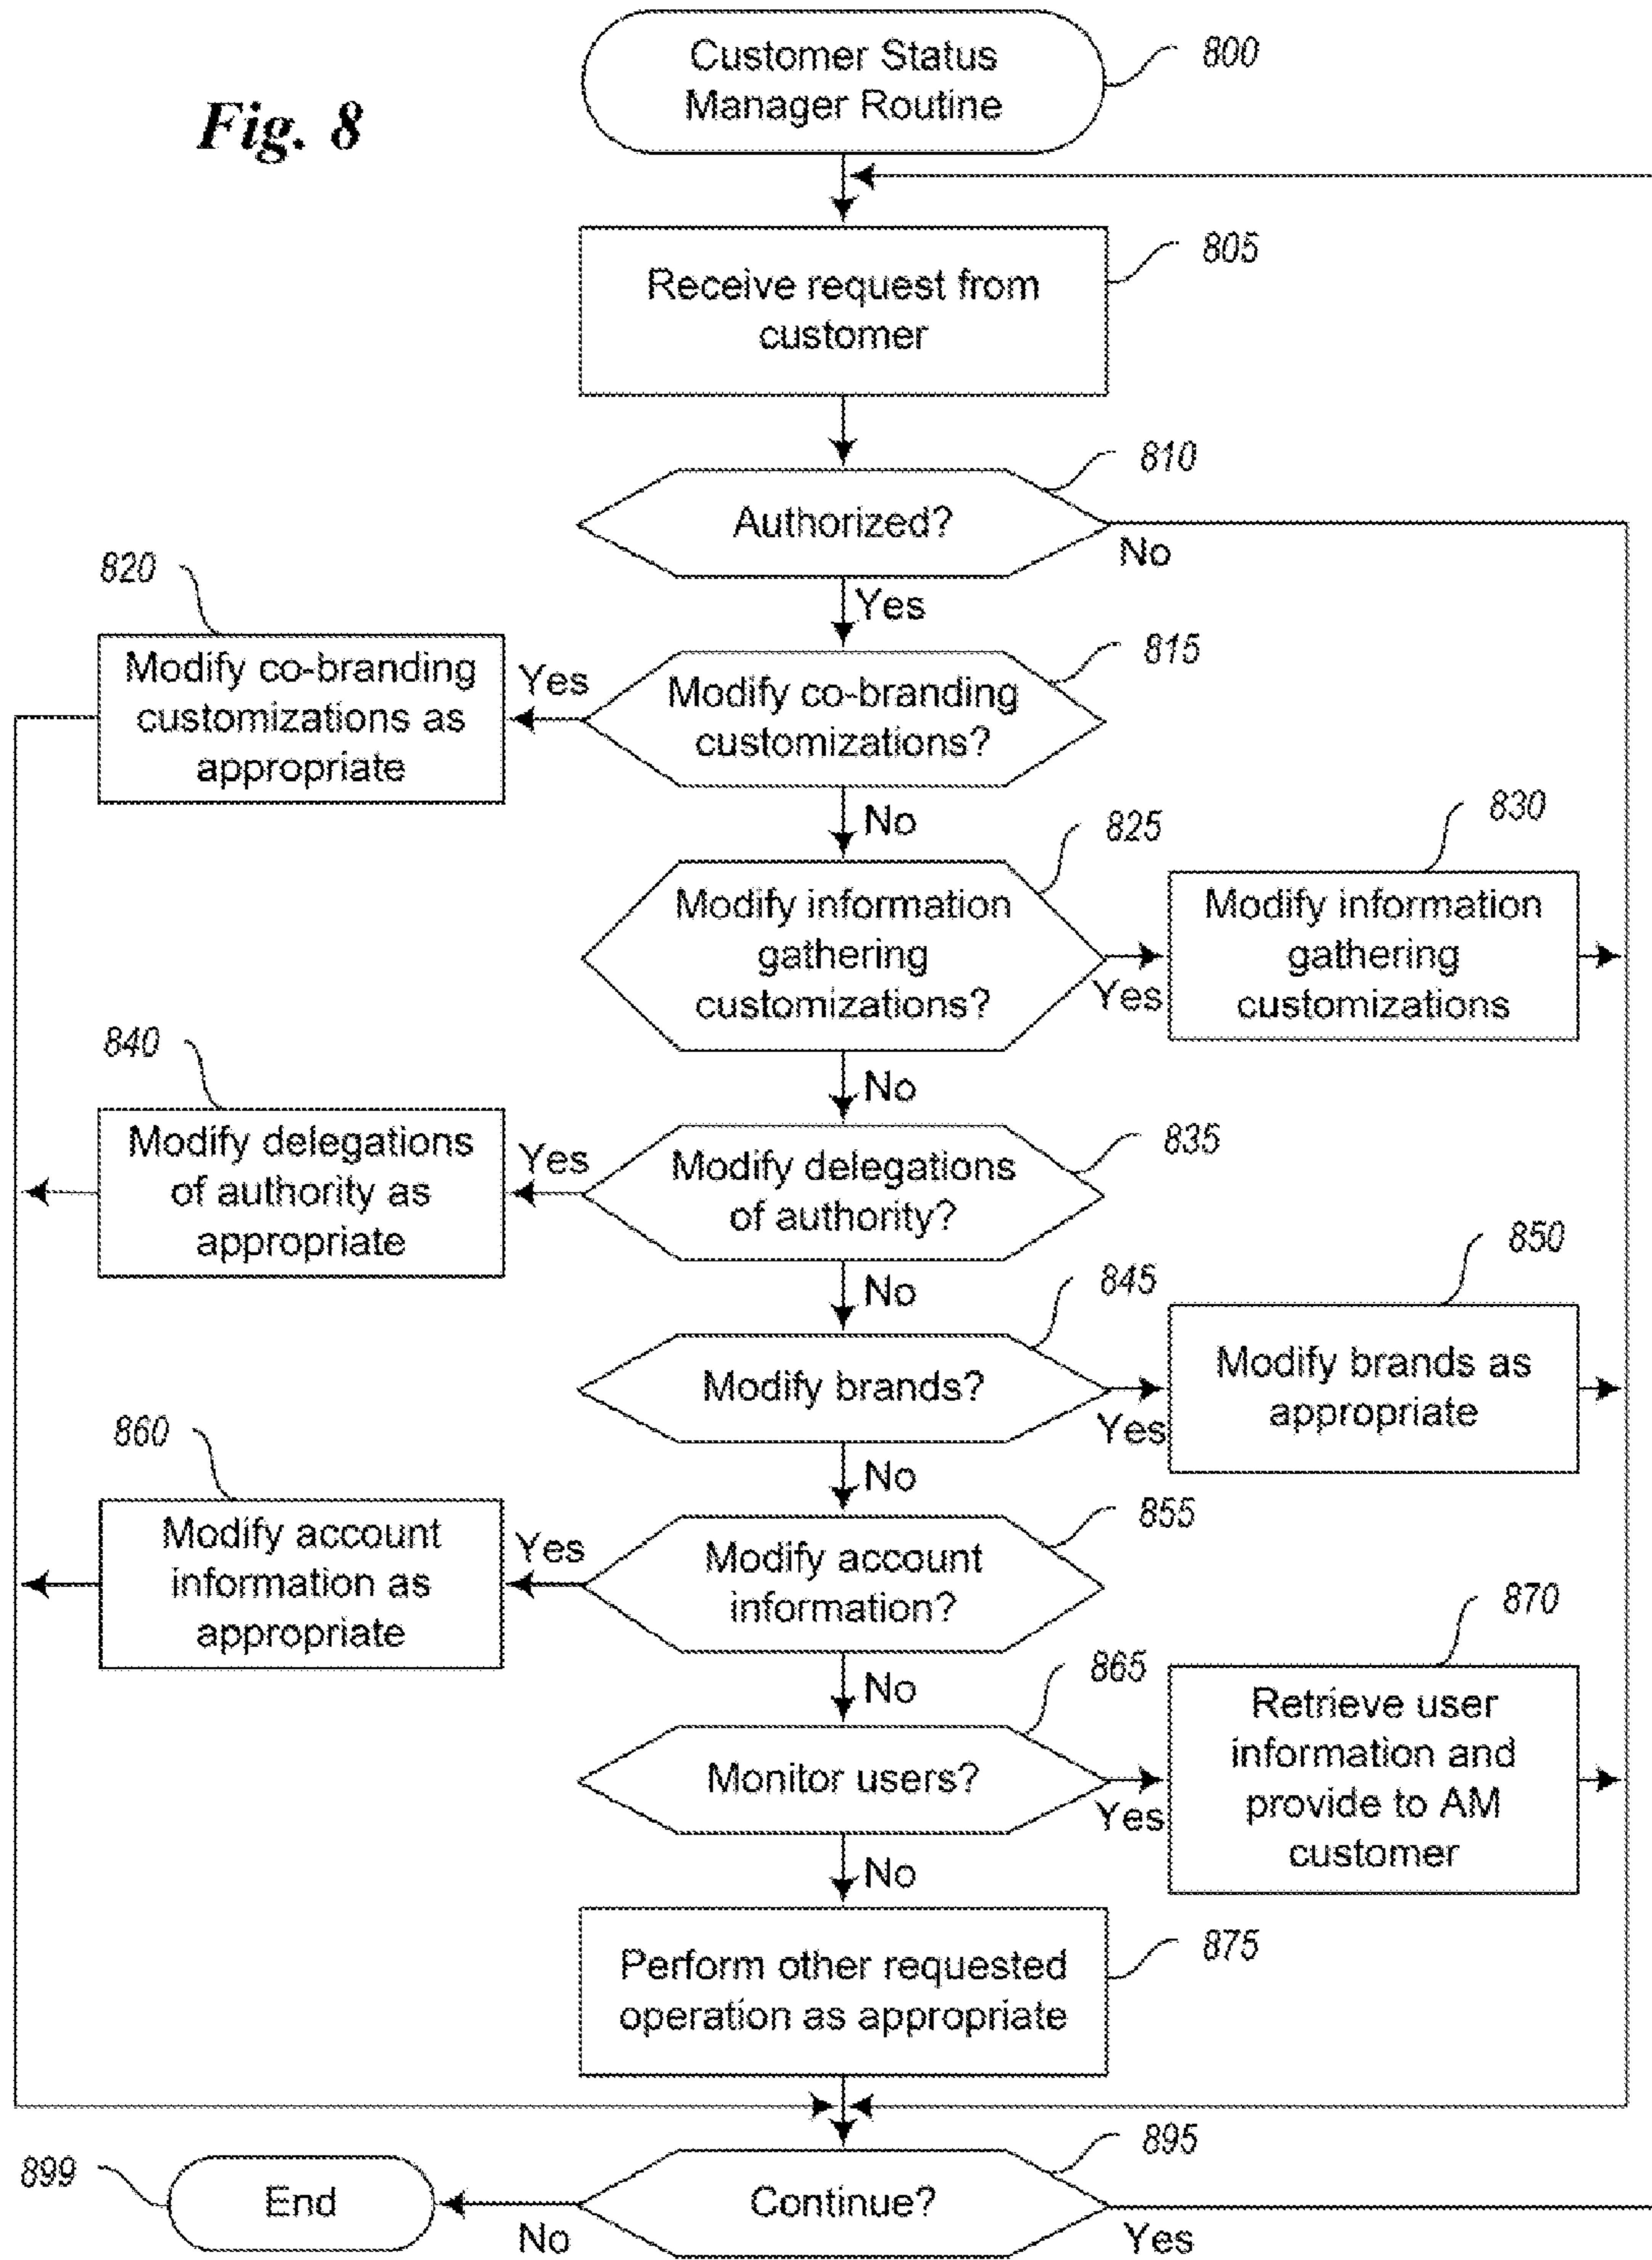 Fig. 8
Customer Status
Manager Routine
800
Receive request from
customer
805
Authorized?
810
No
Yes
820
Modify co-branding
customizations as
appropriate
Yes
Modify co-branding
customizations?
815
No
Modify information
gathering
customizations?
825
Yes
830
Modify information
gathering
customizations
No
840
Modify delegations
of authority as
appropriate
Yes
Modify delegations
of authority?
835
No
Modify brands?
845
Yes
850
Modify brands as
appropriate
No
860
Modify account
information as
appropriate
Yes
Modify account
information?
855
No
Monitor users?
865
Yes
870
Retrieve user
information and
provide to AM
customer
No
Perform other requested
operation as appropriate
875
899
End
No
Continue?
895
Yes